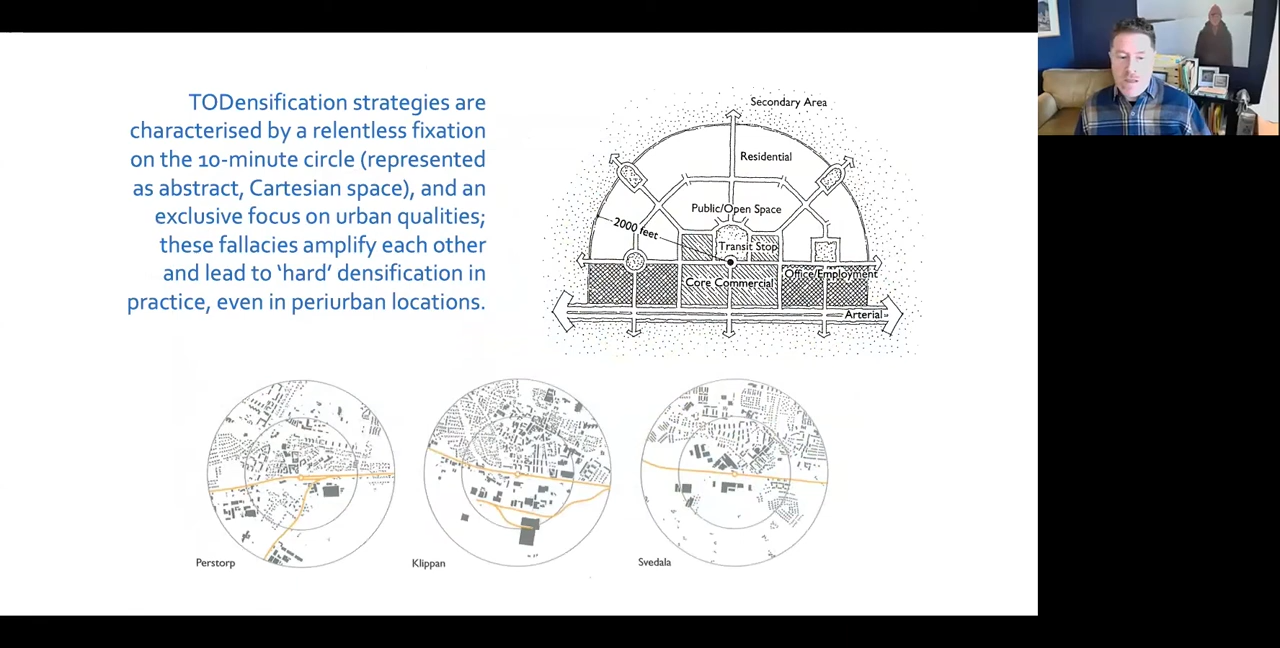 TODensification strategies are
characterised by a relentless fixation
on the 10-minute circle (represented
as abstract, Cartesian space), and an
exclusive focus on urban qualities;
these fallacies amplify each other
and lead to ‘hard’ densification in
practice, even in periurban locations.
Secondary Area
Residential
Public/Open Space
2000 feet
Transit Stop
Office/Employment
Core Commercial
Arterial
Perstorp
Klippan
Svedala